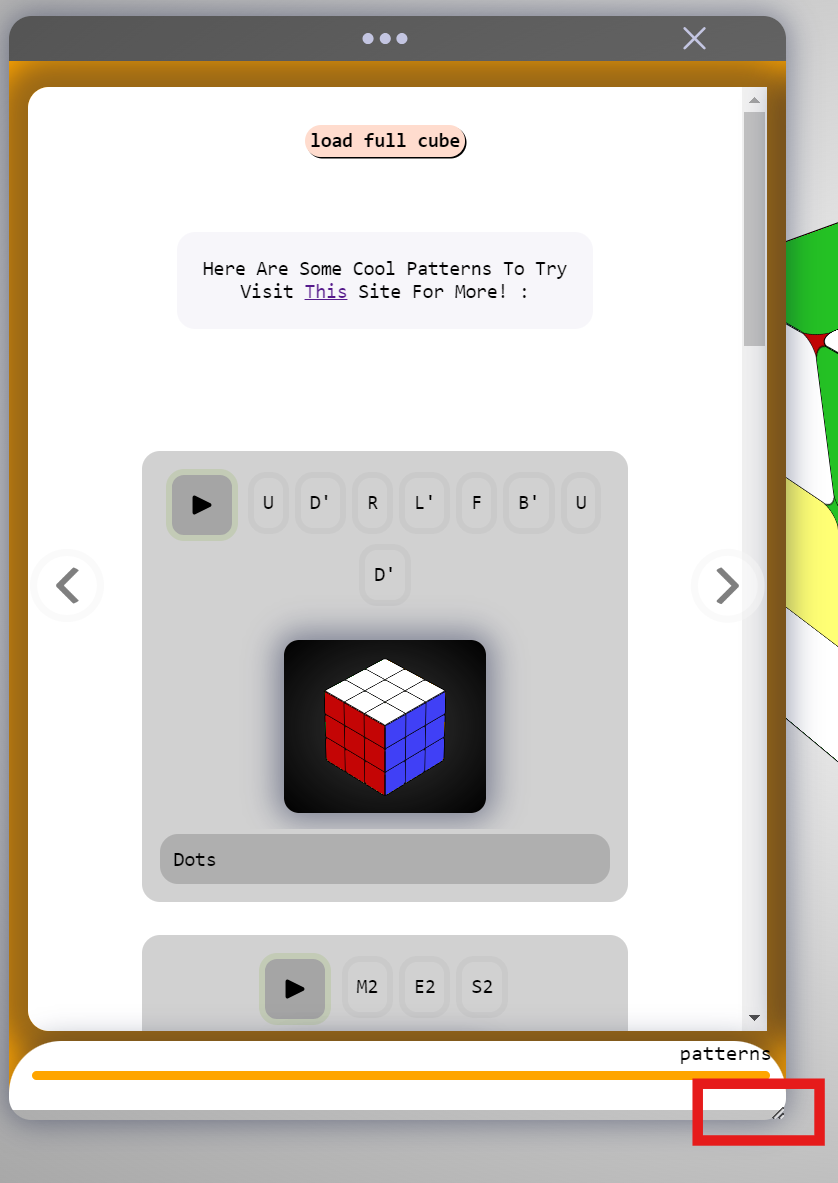 load full cube
Here Are Some Cool Patterns To Try
Visit This Site For More! :
U D' R L' F B' U
D'
Dots
M2 E2 S2
patterns